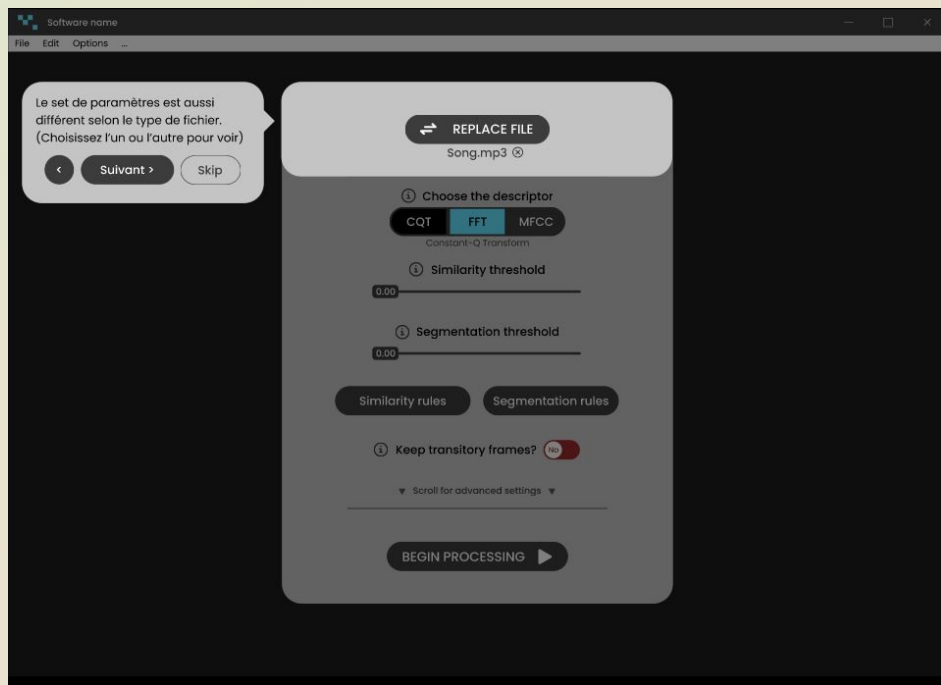 Software name
File Edit Options ...
Le set de paramètres est aussi
différent selon le type de fichier.
(Choisissez l'un ou l'autre pour voir)
< Suivant > Skip
REPLACE FILE
Song.mp3
Choose the descriptor
CQT FFT MFCC
Constant-Q Transform
Similarity threshold
0.00
Segmentation threshold
0.00
Similarity rules Segmentation rules
Keep transitory frames? No
Scroll for advanced settings
BEGIN PROCESSING